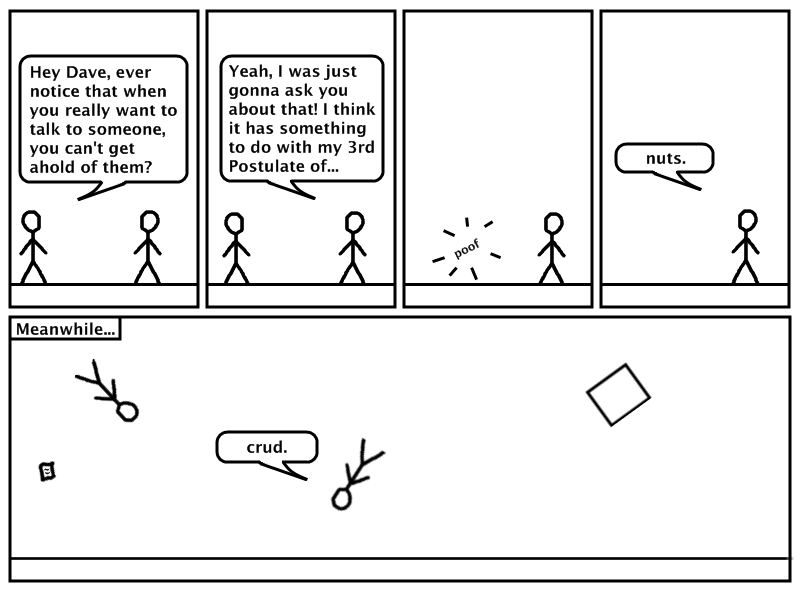 Hey Dave, ever
notice that when
you really want to
talk to someone,
you can't get
ahold of them?
Yeah, I was just
gonna ask you
about that! I think
it has something
to do with my 3rd
Postulate of...
poof
nuts.
Meanwhile...
crud.